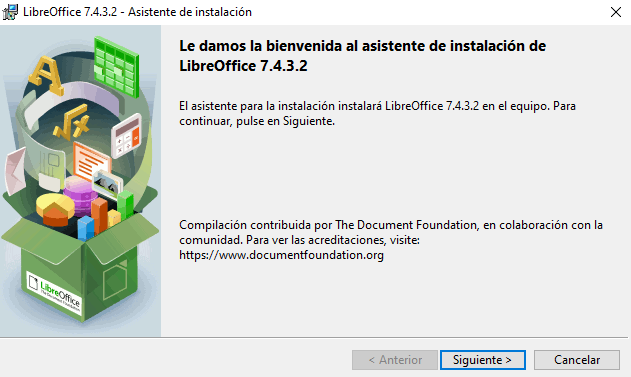 LibreOffice 7.4.3.2 - Asistente de instalación
Le damos la bienvenida al asistente de instalación de
LibreOffice 7.4.3.2
El asistente para la instalación instalará LibreOffice 7.4.3.2 en el equipo. Para
continuar, pulse en Siguiente.
A
LibreOffice
The Document Foundation
Compilación contribuida por The Document Foundation, en colaboración con la
comunidad. Para ver las acreditaciones, visite:
https://www.documentfoundation.org
< Anterior
Siguiente >
Cancelar